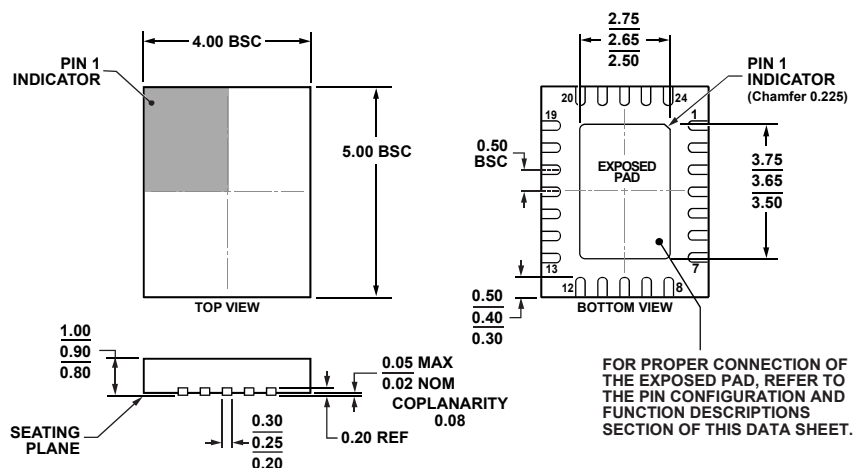 4.00 BSC
PIN 1
INDICATOR
5.00 BSC
TOP VIEW
2.75
2.65
2.50
PIN 1
INDICATOR
(Chamfer 0.225)
20
24
19
1
0.50
BSC
EXPOSED
PAD
3.75
3.65
3.50
13
7
12
8
0.50
0.40
0.30
BOTTOM VIEW
1.00
0.90
0.80
0.05 MAX
0.02 NOM
COPLANARITY
0.08
SEATING
PLANE
0.30
0.25
0.20
0.20 REF
FOR PROPER CONNECTION OF
THE EXPOSED PAD, REFER TO
THE PIN CONFIGURATION AND
FUNCTION DESCRIPTIONS
SECTION OF THIS DATA SHEET.